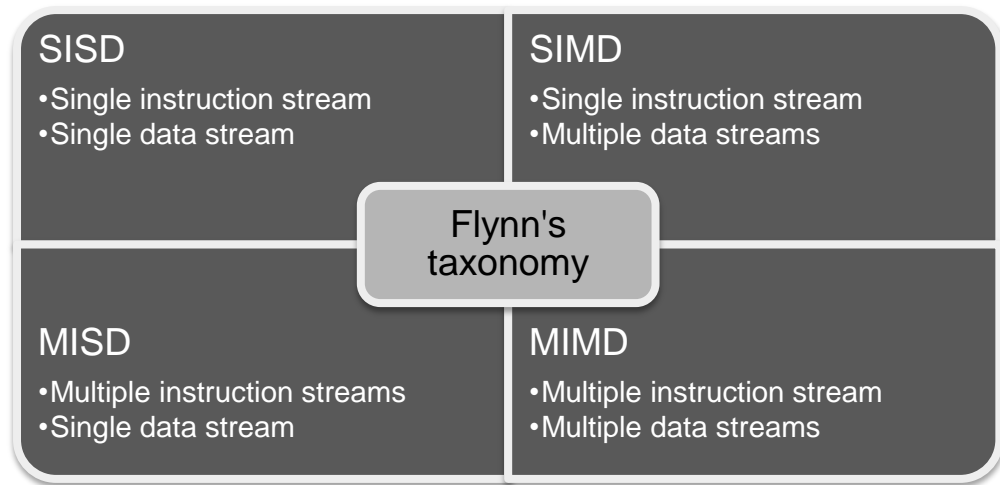 SISD
•Single instruction stream
•Single data stream
SIMD
•Single instruction stream
•Multiple data streams
Flynn's
taxonomy
MISD
•Multiple instruction streams
•Single data stream
MIMD
•Multiple instruction stream
•Multiple data streams